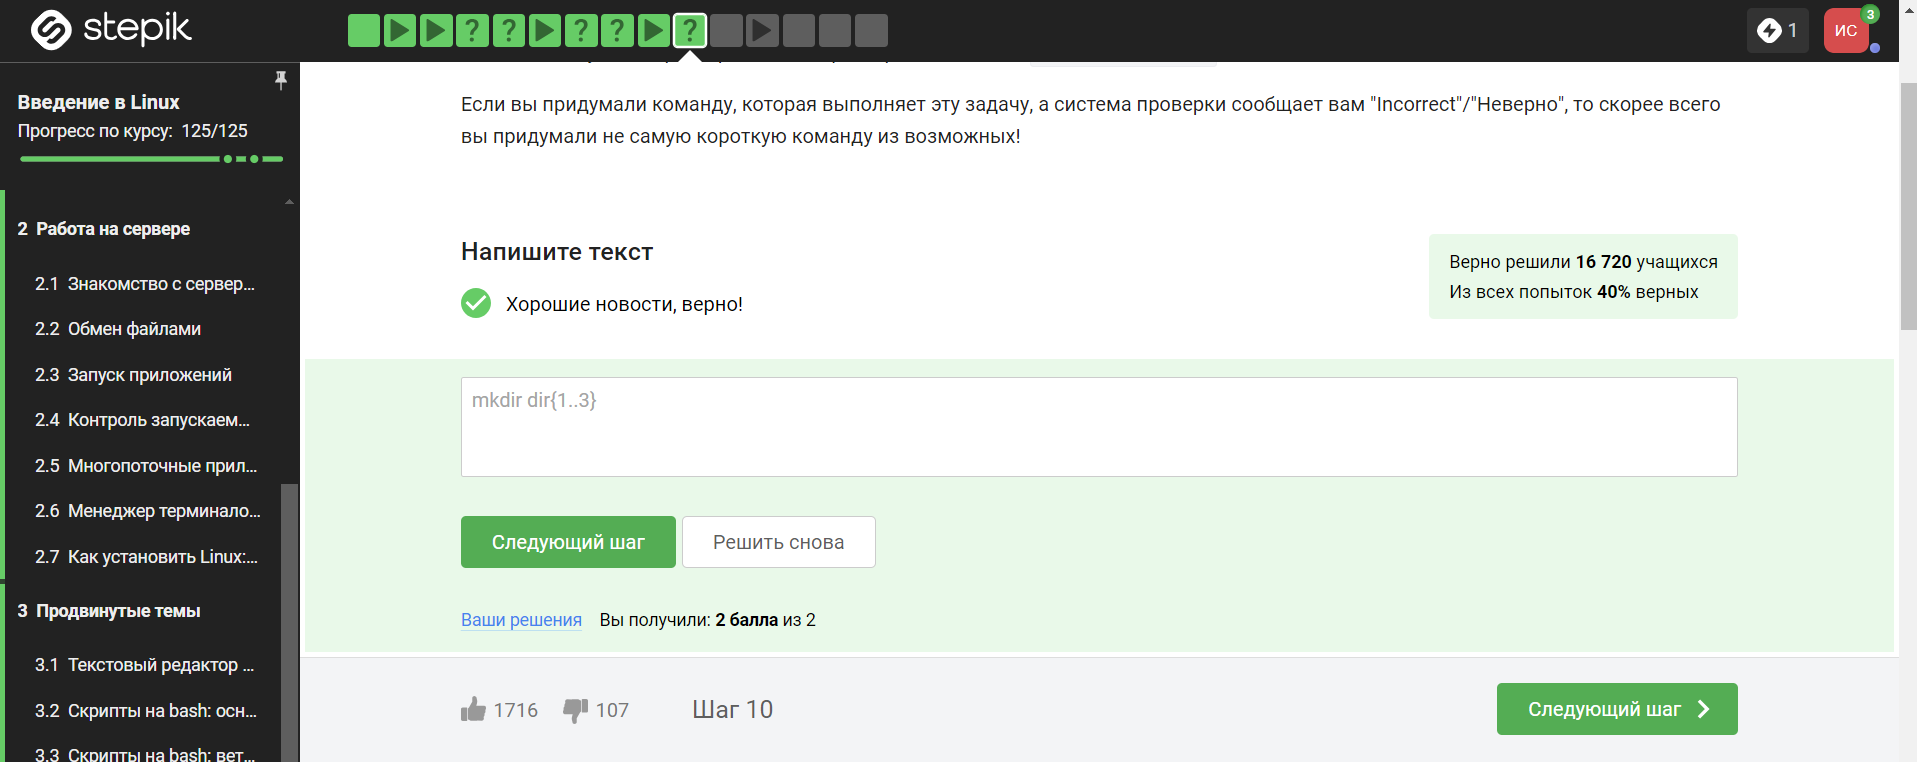 stepik
? ? ? ? ?
1
ИС
3
Введение в Linux
Прогресс по курсу: 125/125
2 Работа на сервере
2.1 Знакомство с сервер...
2.2 Обмен файлами
2.3 Запуск приложений
2.4 Контроль запускаем...
2.5 Многопоточные прил...
2.6 Менеджер терминало...
2.7 Как установить Linux:...
3 Продвинутые темы
3.1 Текстовый редактор ...
3.2 Скрипты на bash: осн...
3.3 Скрипты на bash: вет...
Если вы придумали команду, которая выполняет эту задачу, а система проверки сообщает вам "Incorrect"/"Неверно", то скорее всего
вы придумали не самую короткую команду из возможных!
Напишите текст
Хорошие новости, верно!
Верно решили 16 720 учащихся
Из всех попыток 40% верных
mkdir dir{1..3}
Следующий шаг
Решить снова
Ваши решения Вы получили: 2 балла из 2
1716 107 Шаг 10
Следующий шаг